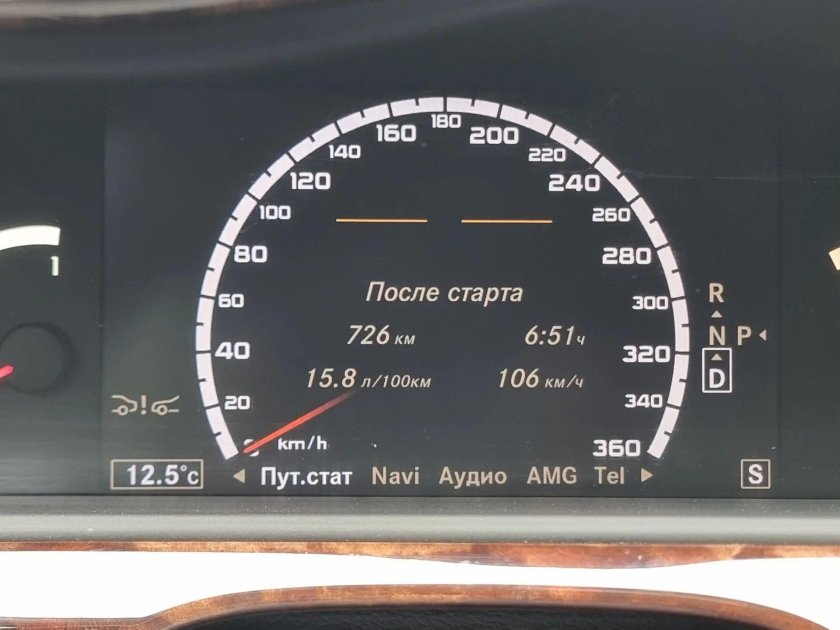 180
160 200
140 220
120 240
100 260
80 280
60 300
40 320
20 340
0 360
km/h
1
После старта
726 км 6:51ч
15.8 л/100км 106 км/ч
R
N P
D
!
12.5°C
Пут.стат Navi Аудио AMG Tel
S